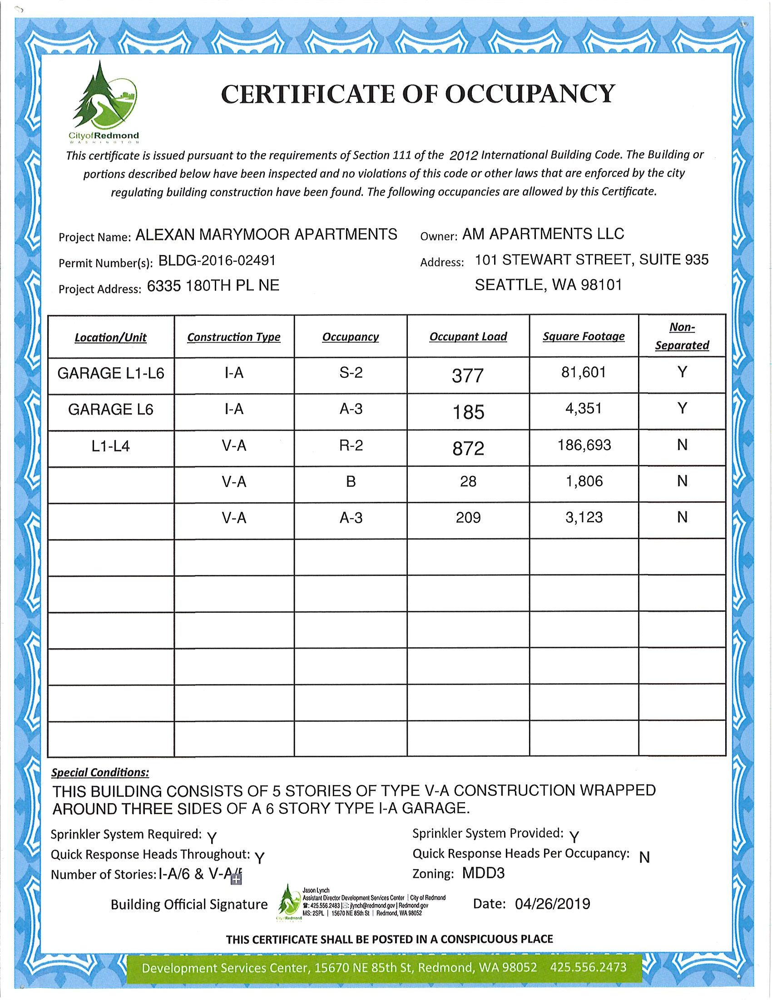 CERTIFICATE OF OCCUPANCY
CityofRedmond
WASHINGTON
This certificate is issued pursuant to the requirements of Section 111 of the 2012 International Building Code. The Building or
portions described below have been inspected and no violations of this code or other laws that are enforced by the city
regulating building construction have been found. The following occupancies are allowed by this Certificate.
Project Name: ALEXAN MARYMOOR APARTMENTS Owner: AM APARTMENTS LLC
Permit Number(s): BLDG-2016-02491 Address: 101 STEWART STREET, SUITE 935
Project Address: 6335 180TH PL NE SEATTLE, WA 98101
Location/Unit Construction Type Occupancy Occupant Load Square Footage Non-
Separated
GARAGE L1-L6 I-A S-2 377 81,601 Y
GARAGE L6 I-A A-3 185 4,351 Y
L1-L4 V-A R-2 872 186,693 N
V-A B 28 1,806 N
V-A A-3 209 3,123 N
Special Conditions:
THIS BUILDING CONSISTS OF 5 STORIES OF TYPE V-A CONSTRUCTION WRAPPED
AROUND THREE SIDES OF A 6 STORY TYPE I-A GARAGE.
Sprinkler System Required: Y Sprinkler System Provided: Y
Quick Response Heads Throughout: Y Quick Response Heads Per Occupancy: N
Number of Stories: I-A/6 & Zoning: MDD3
Jason Lynch
Assistant Director Development Services Center | City of Redmond
☎: 425.556.2483 | : jlynch@redmond.gov | Redmond.gov
MS: 2SPL | 15670 NE 85th St | Redmond, WA 98052
CityofRedmond
Building Official Signature Date: 04/26/2019
THIS CERTIFICATE SHALL BE POSTED IN A CONSPICUOUS PLACE
Development Services Center, 15670 NE 85th St, Redmond, WA 98052 425.556.2473